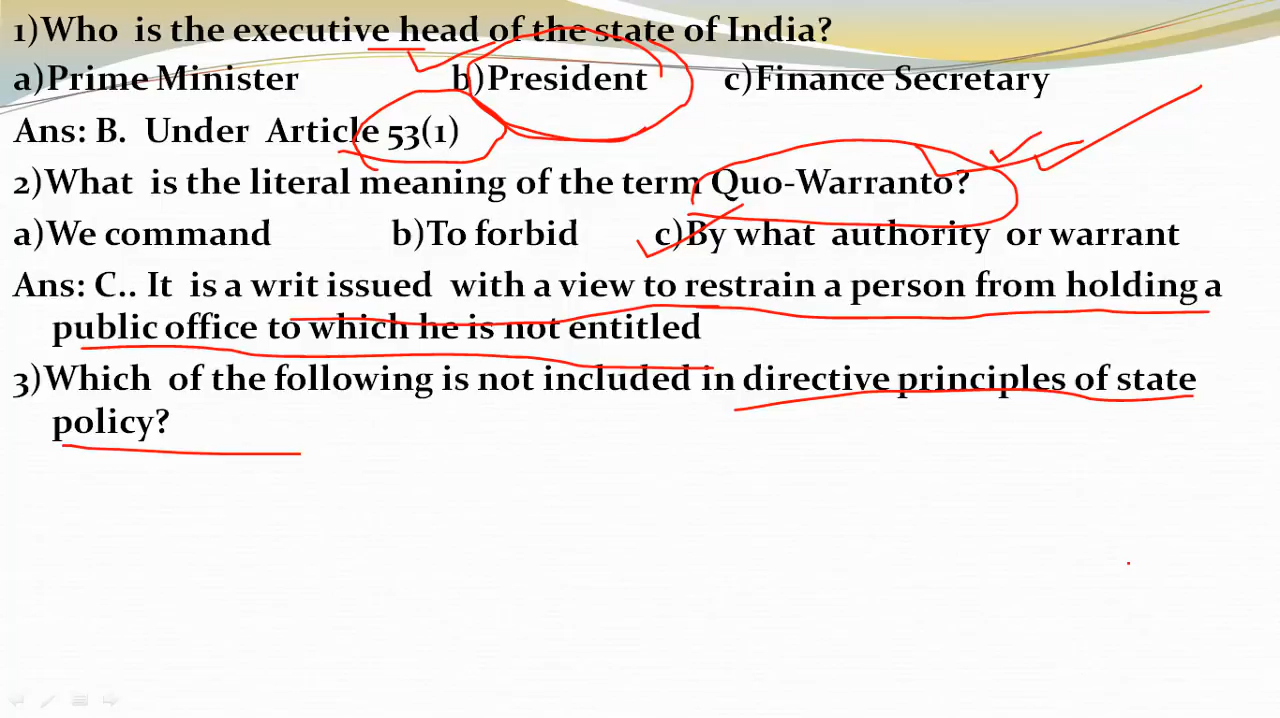 1)Who is the executive head of the state of India?
a)Prime Minister b)President c)Finance Secretary
Ans: B. Under Article 53(1)
2)What is the literal meaning of the term Quo-Warranto?
a)We command b)To forbid c)By what authority or warrant
Ans: C.. It is a writ issued with a view to restrain a person from holding a
public office to which he is not entitled
3)Which of the following is not included in directive principles of state
policy?